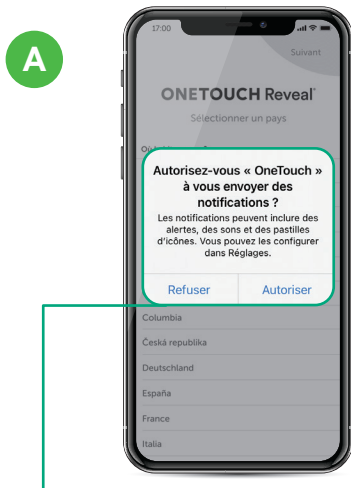 A
17:00
Suivant
ONETOUCH Reveal®
Sélectionner un pays
Autorisez-vous « OneTouch »
à vous envoyer des
notifications ?
Les notifications peuvent inclure des
alertes, des sons et des pastilles
d'icônes. Vous pouvez les configurer
dans Réglages.
Refuser
Autoriser
Columbia
Česká republika
Deutschland
España
France
Italia